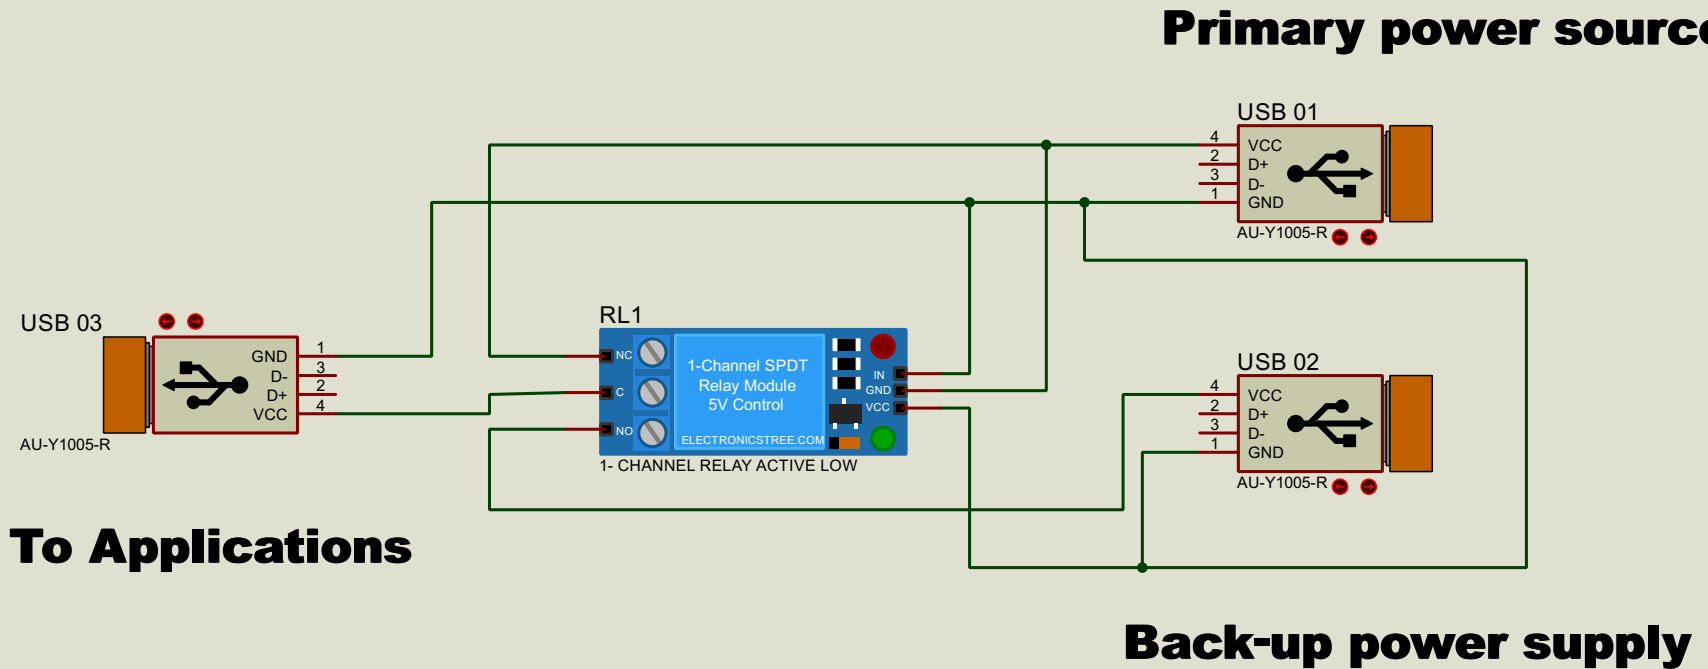 Primary power source
USB 01
4 VCC
2 D+
3 D-
1 GND
AU-Y1005-R
USB 03
GND 1
D- 3
D+ 2
VCC 4
AU-Y1005-R
RL1
NC
C
NO
1-Channel SPDT
Relay Module
5V Control
ELECTRONICSTREE.COM
IN
GND
VCC
1- CHANNEL RELAY ACTIVE LOW
USB 02
4 VCC
2 D+
3 D-
1 GND
AU-Y1005-R
To Applications
Back-up power supply